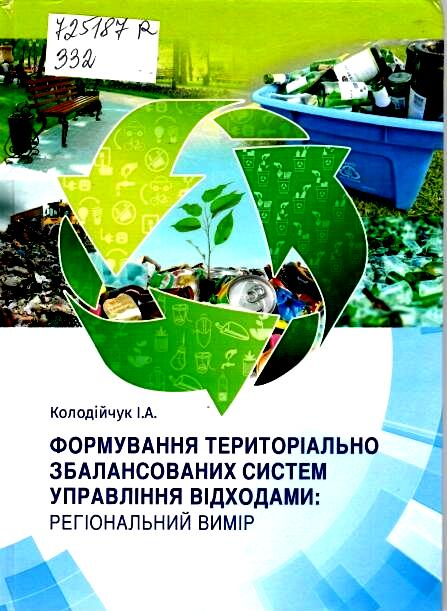 725187 R
332
Колодійчук І.А.
ФОРМУВАННЯ ТЕРИТОРІАЛЬНО
ЗБАЛАНСОВАНИХ СИСТЕМ
УПРАВЛІННЯ ВІДХОДАМИ:
РЕГІОНАЛЬНИЙ ВИМІР